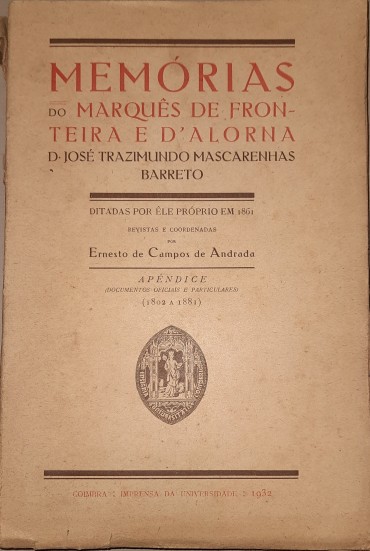 MEMÓRIAS
DO MARQUÊS DE FRON-
TEIRA E D'ALORNA
D. JOSÉ TRAZIMUNDO MASCARENHAS
BARRETO
DITADAS POR ÊLE PRÓPRIO EM 1861
REVISTAS E COORDENADAS
POR
Ernesto de Campos de Andrada
APÊNDICE
(DOCUMENTOS OFICIAIS E PARTICULARES)
(1802 A 1881)
COIMBRA : IMPRENSA DA UNIVERSIDADE : 1932